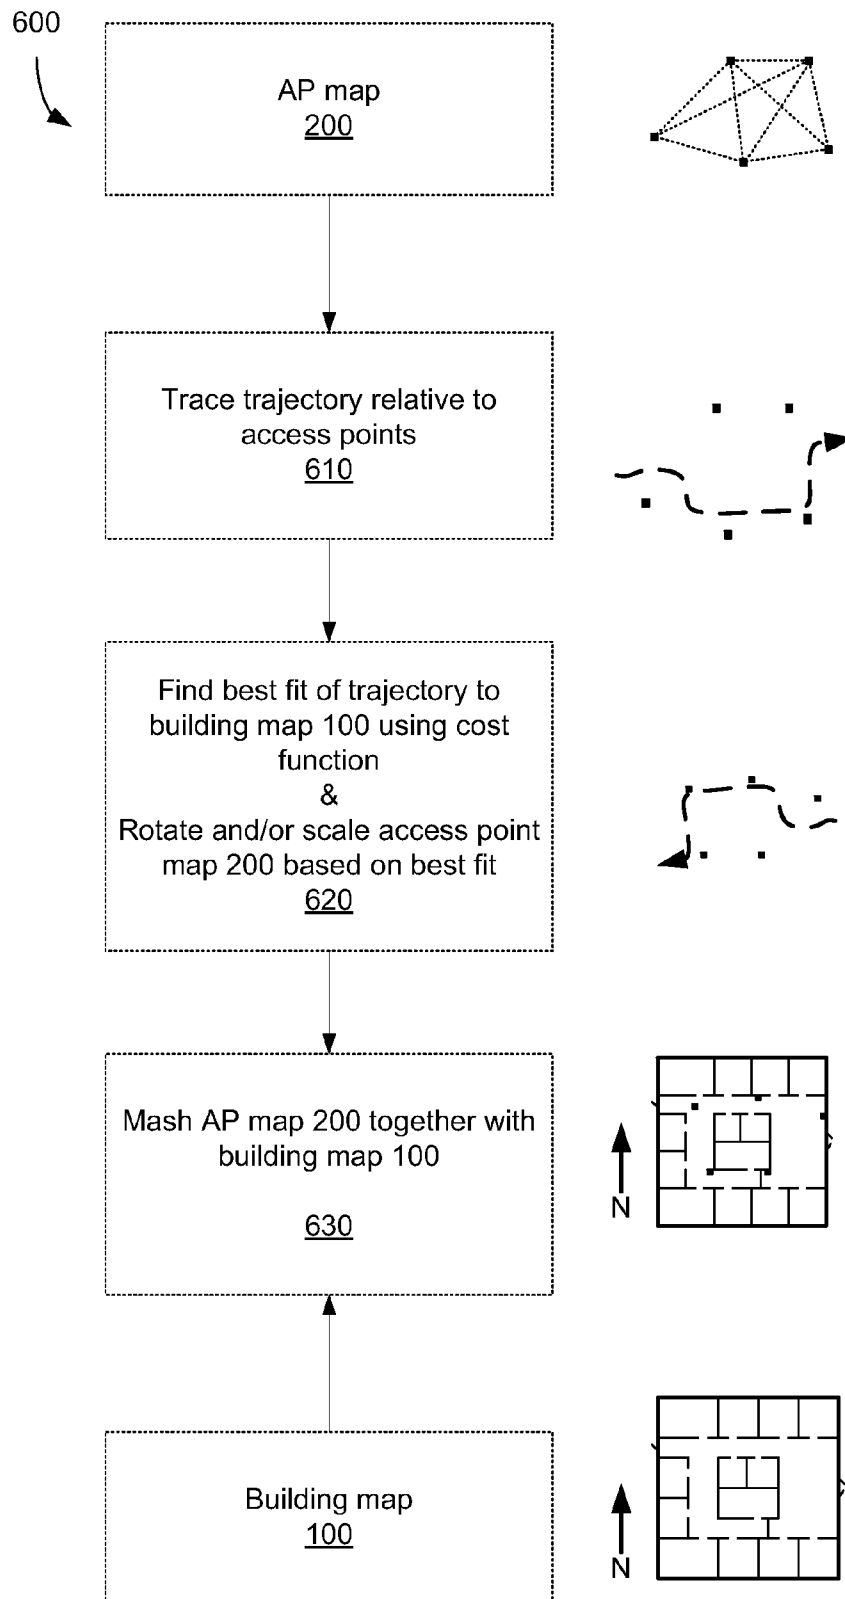 600
AP map
200
Trace trajectory relative to
access points
610
Find best fit of trajectory to
building map 100 using cost
function
&
Rotate and/or scale access point
map 200 based on best fit
620
Mash AP map 200 together with
building map 100
630
N
Building map
100
N